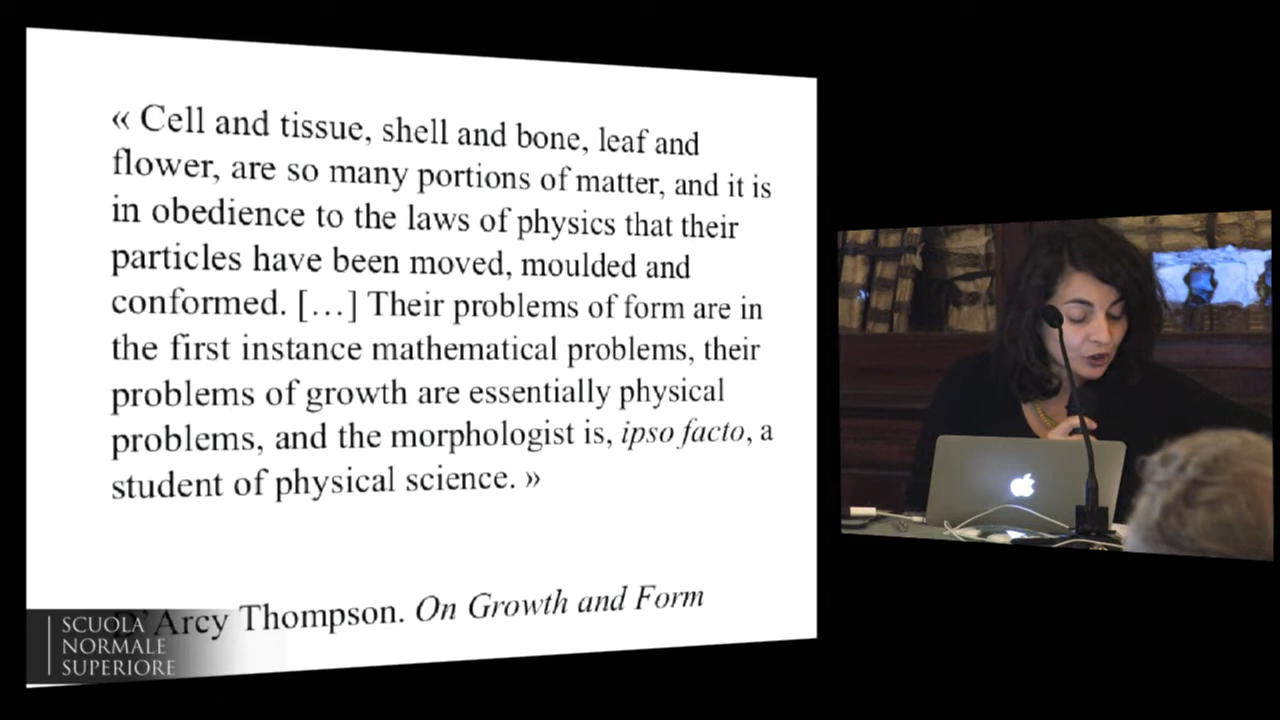 « Cell and tissue, shell and bone, leaf and
flower, are so many portions of matter, and it is
in obedience to the laws of physics that their
particles have been moved, moulded and
conformed. […] Their problems of form are in
the first instance mathematical problems, their
problems of growth are essentially physical
problems, and the morphologist is, ipso facto, a
student of physical science. »
D’Arcy Thompson. On Growth and Form
SCUOLA
NORMALE
SUPERIORE